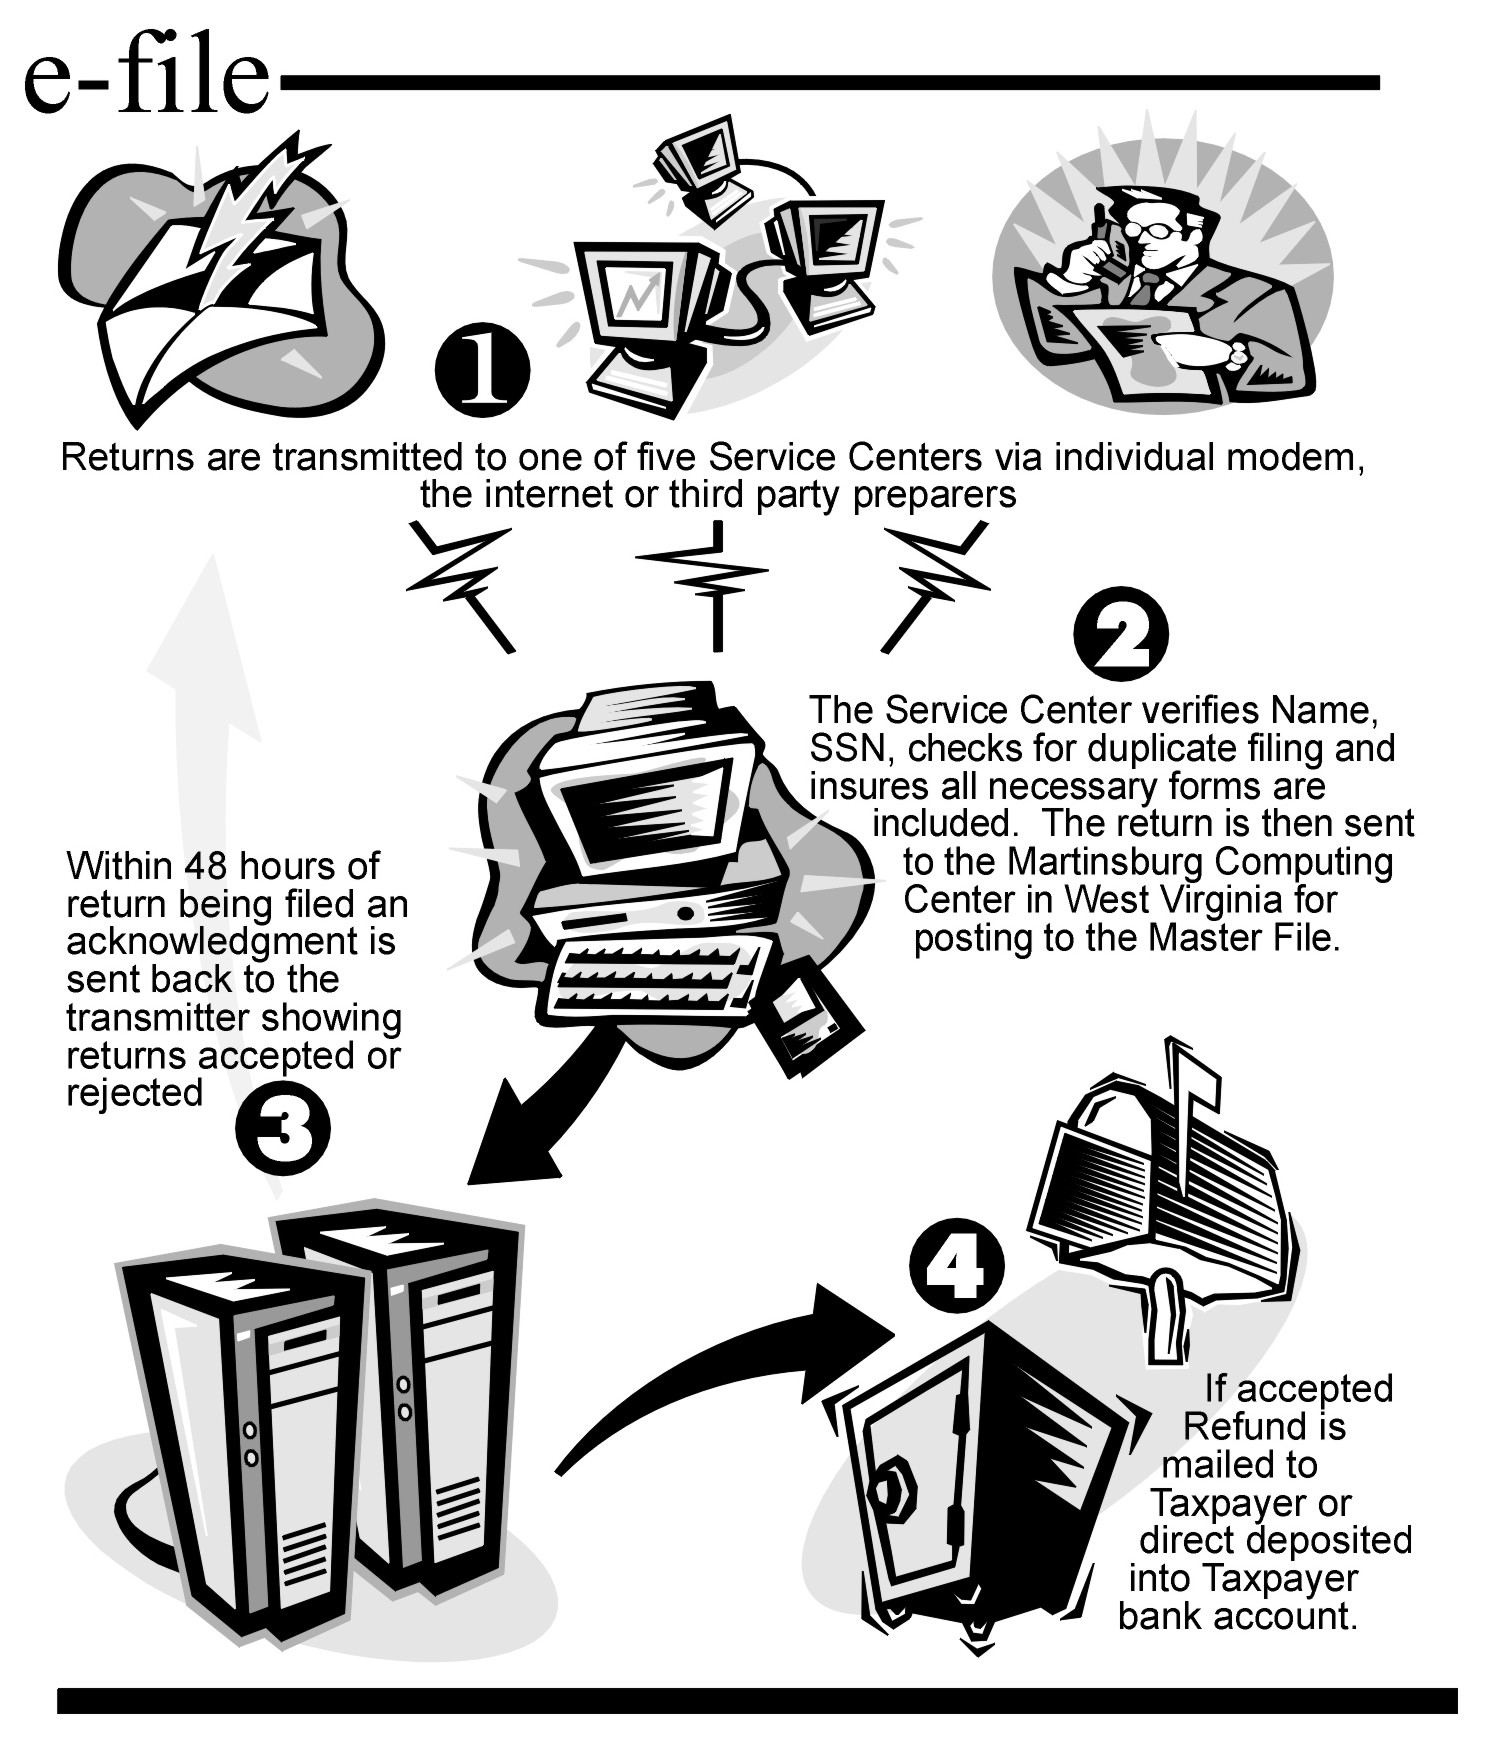 e-file
1
Returns are transmitted to one of five Service Centers via individual modem,
the internet or third party preparers
2
The Service Center verifies Name,
SSN, checks for duplicate filing and
insures all necessary forms are
included.  The return is then sent
to the Martinsburg Computing
Center in West Virginia for
posting to the Master File.
Within 48 hours of
return being filed an
acknowledgment is
sent back to the
transmitter showing
returns accepted or
rejected
3
4
If accepted
Refund is
mailed to
Taxpayer or
direct deposited
into Taxpayer
bank account.